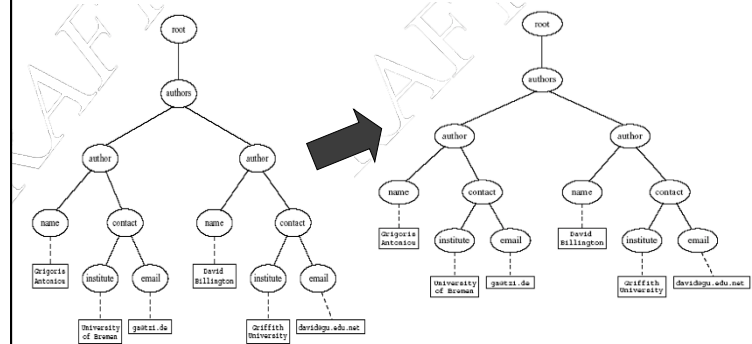 root
authors
author
author
name
contact
name
contact
Grigoris
Antoniou
institute
email
David
Billington
institute
email
University
of Bremen
ga@tzi.de
Griffith
University
david@gu.edu.net
root
authors
author
author
name
contact
name
contact
Grigoris
Antoniou
institute
email
David
Billington
institute
email
University
of Bremen
ga@tzi.de
Griffith
University
david@gu.edu.net